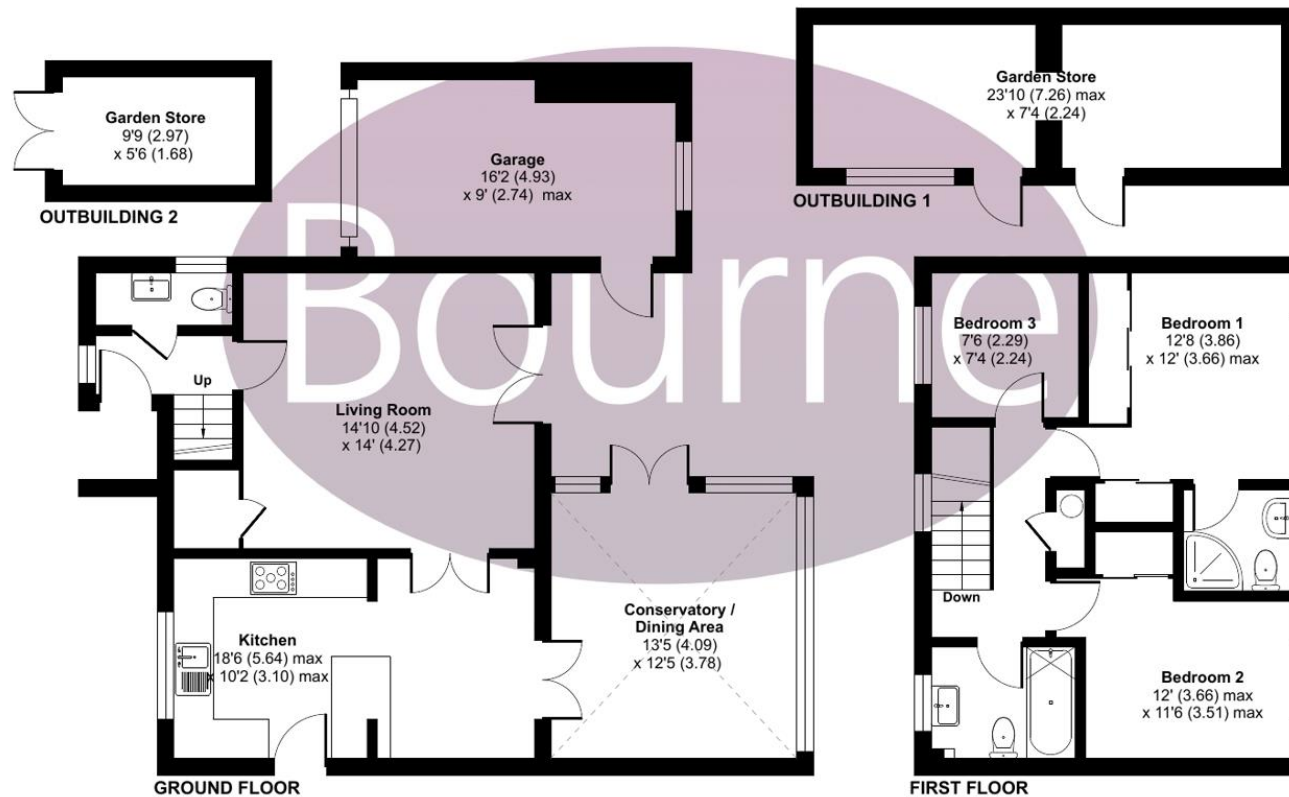 Garden Store
9'9 (2.97)
x 5'6 (1.68)
OUTBUILDING 2
Garage
16'2 (4.93)
x 9' (2.74) max
Garden Store
23'10 (7.26) max
x 7'4 (2.24)
OUTBUILDING 1
Bourne
Up
Living Room
14'10 (4.52)
x 14' (4.27)
Kitchen
18'6 (5.64) max
x 10'2 (3.10) max
Conservatory /
Dining Area
13'5 (4.09)
x 12'5 (3.78)
GROUND FLOOR
Bedroom 3
7'6 (2.29)
x 7'4 (2.24)
Bedroom 1
12'8 (3.86)
x 12' (3.66) max
Down
Bedroom 2
12' (3.66) max
x 11'6 (3.51) max
FIRST FLOOR